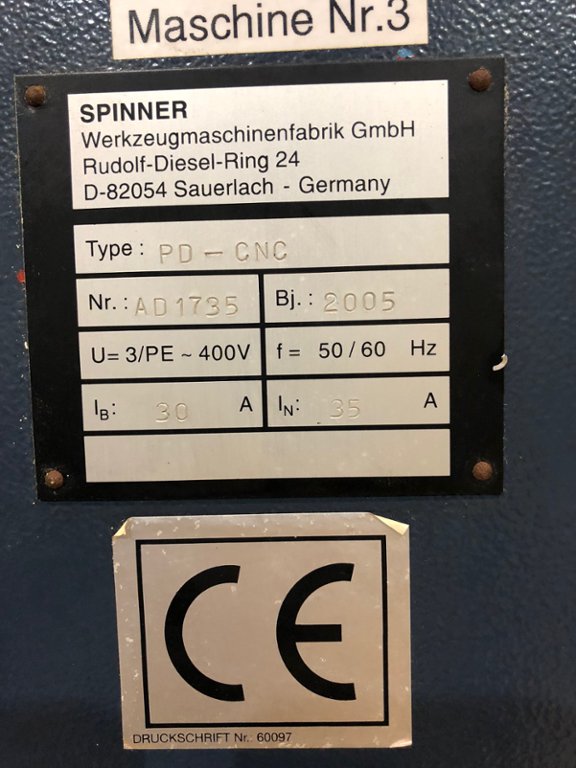 Maschine Nr.3
SPINNER
Werkzeugmaschinenfabrik GmbH
Rudolf-Diesel-Ring 24
D-82054 Sauerlach - Germany
Type : PD - CNC
Nr. : AD1735 Bj. : 2005
U= 3/PE ~ 400V f = 50 / 60 Hz
IB: 30 A IN: 35 A
CE
DRUCKSCHRIFT Nr.: 60097